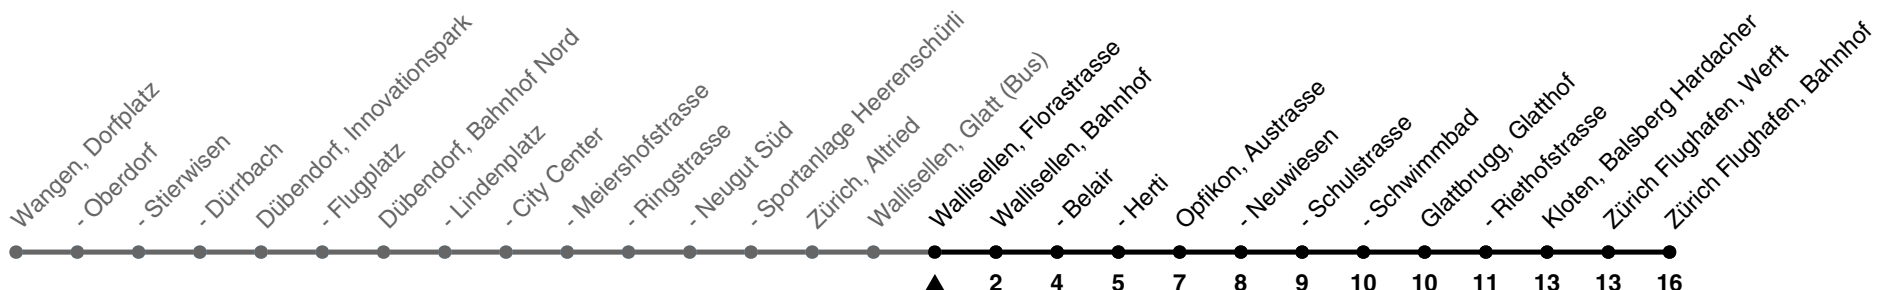 Wangen, Dorfplatz
- Oberdorf
- Stierwisen
- Dürrbach
Dübendorf, Innovationspark
- Flugplatz
Dübendorf, Bahnhof Nord
- Lindenplatz
- City Center
- Meiershofstrasse
- Ringstrasse
- Neugut Süd
- Sportanlage Heerenschürli
Zürich, Altried
Wallisellen, Glatt (Bus)
Wallisellen, Florastrasse
Wallisellen, Bahnhof
- Belair
- Herti
Opfikon, Austrasse
- Neuwiesen
- Schulstrasse
- Schwimmbad
Glattbrugg, Glatthof
- Riethofstrasse
Kloten, Balsberg Hardacher
Zürich Flughafen, Werft
Zürich Flughafen, Bahnhof
2 4 5 7 8 9 10 10 11 13 13 16